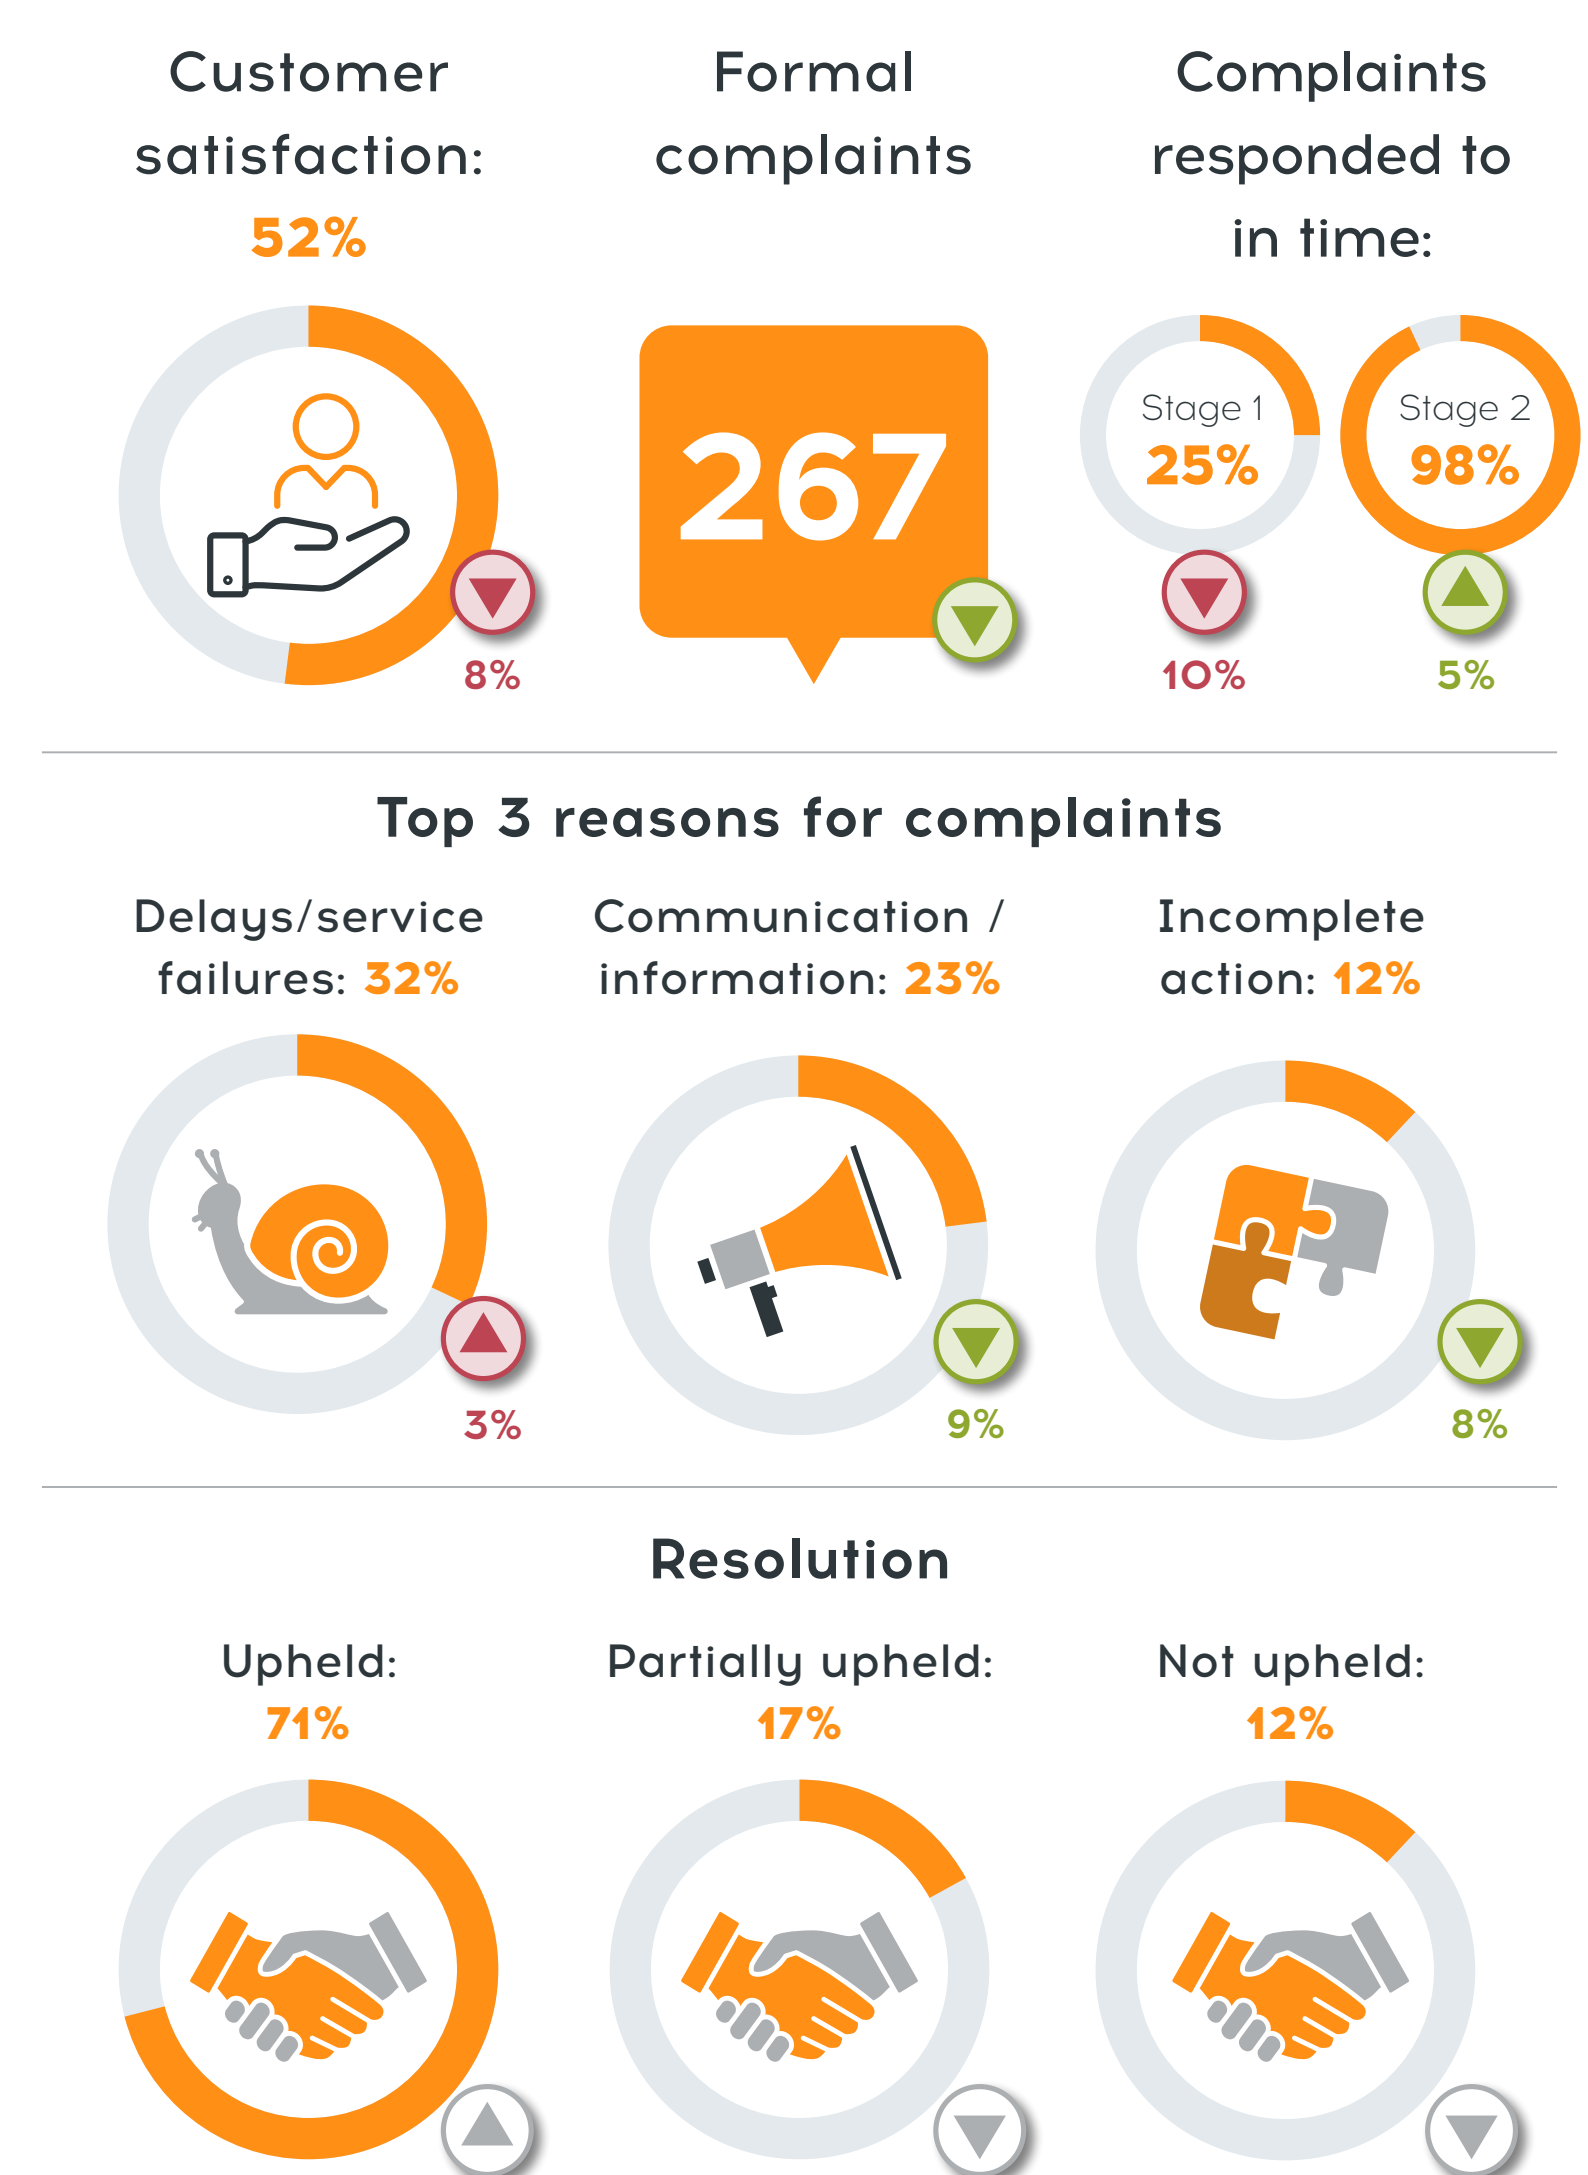 Customer
satisfaction:
52%
8%
Formal
complaints
267
Complaints
responded to
in time:
Stage 1
25%
10%
Stage 2
98%
5%
Top 3 reasons for complaints
Delays/service
failures: 32%
3%
Communication /
information: 23%
9%
Incomplete
action: 12%
8%
Resolution
Upheld:
71%
Partially upheld:
17%
Not upheld:
12%